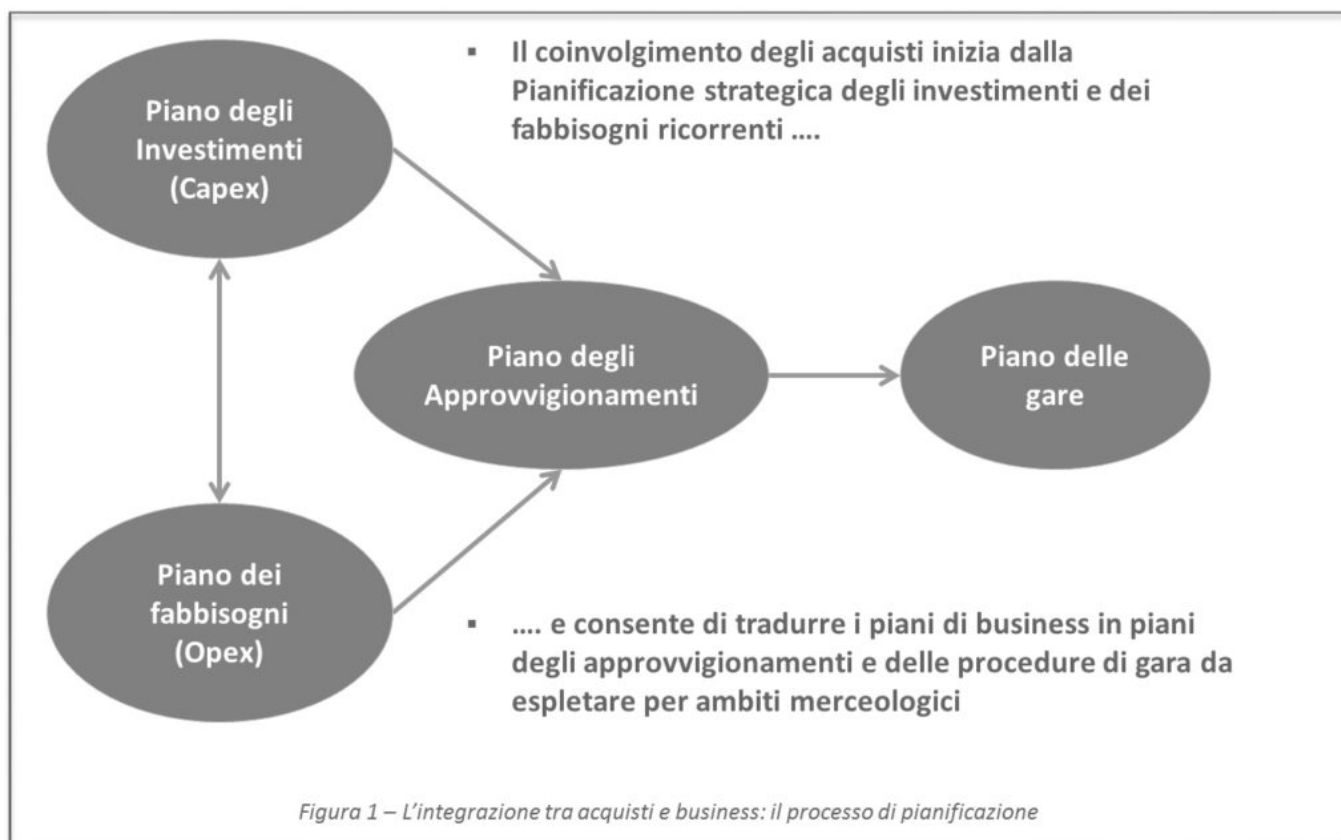 Piano degli
Investimenti
(Capex)
▪ Il coinvolgimento degli acquisti inizia dalla
Pianificazione strategica degli investimenti e dei
fabbisogni ricorrenti ....
Piano degli
Approvvigionamenti
Piano delle
gare
Piano dei
fabbisogni
(Opex)
▪ .... e consente di tradurre i piani di business in piani
degli approvvigionamenti e delle procedure di gara da
espletare per ambiti merceologici
Figura 1 – L'integrazione tra acquisti e business: il processo di pianificazione